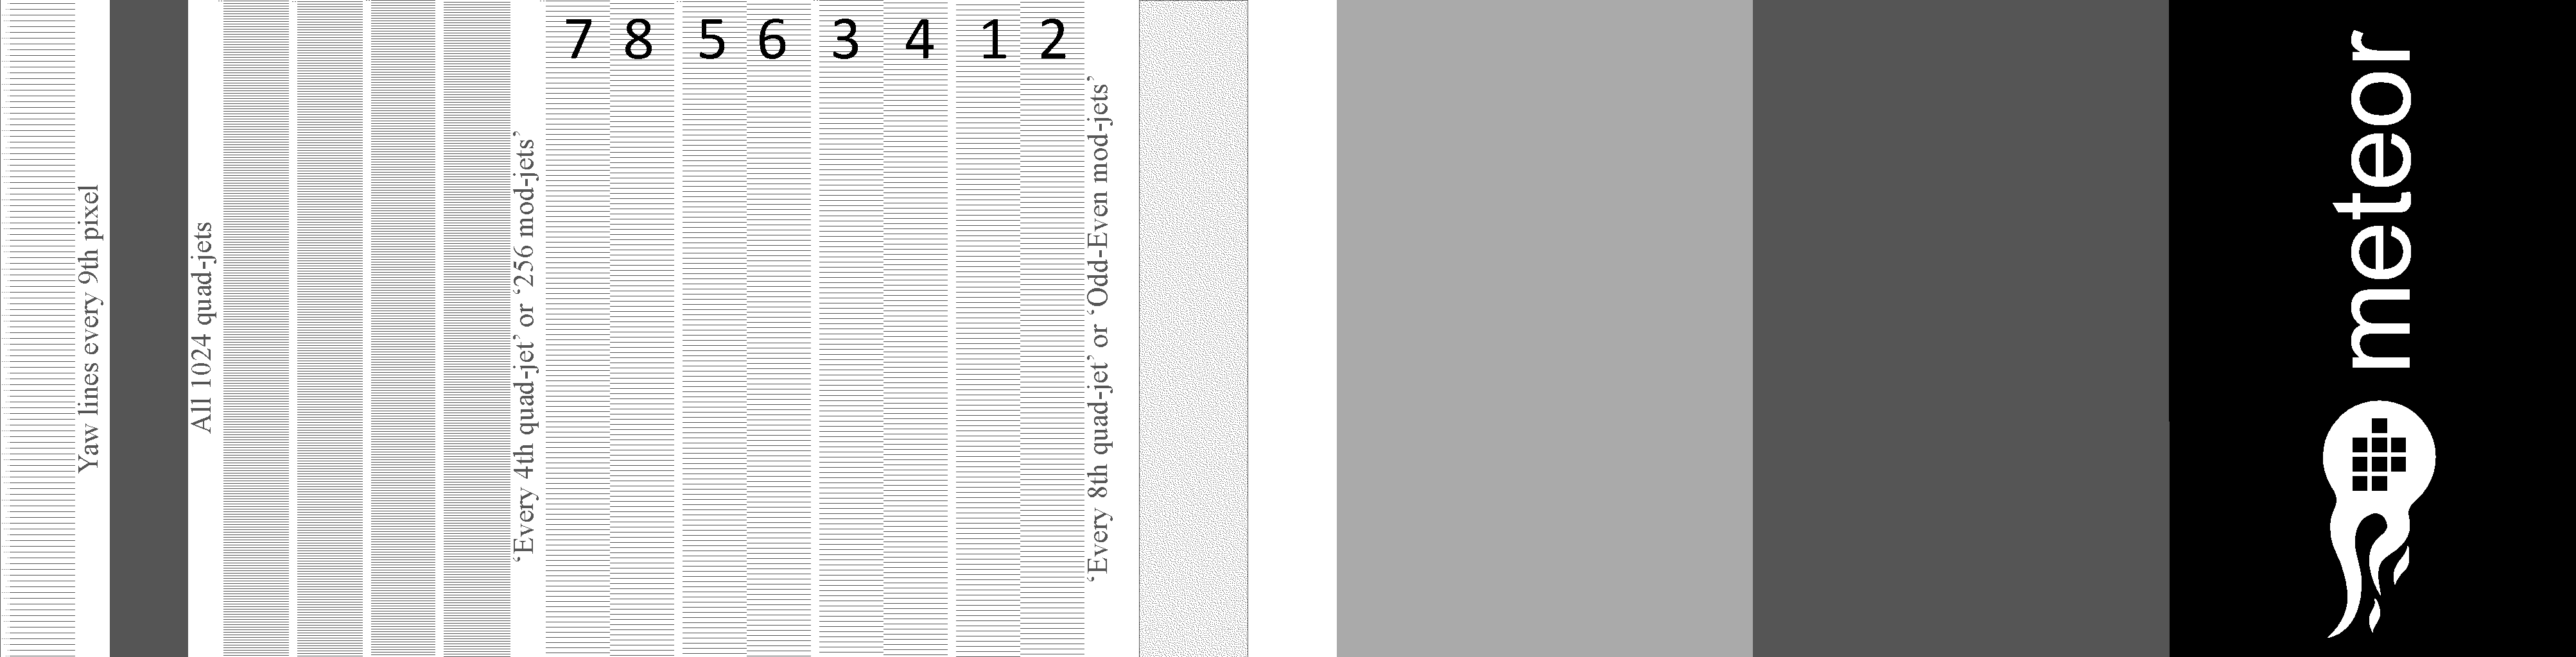 7 8 5 6 3 4 1 2
Yaw lines every 9th pixel
All 1024 quad-jets
‘Every 4th quad-jet’ or ‘256 mod-jets’
‘Every 8th quad-jet’ or ‘Odd-Even mod-jets’
meteor